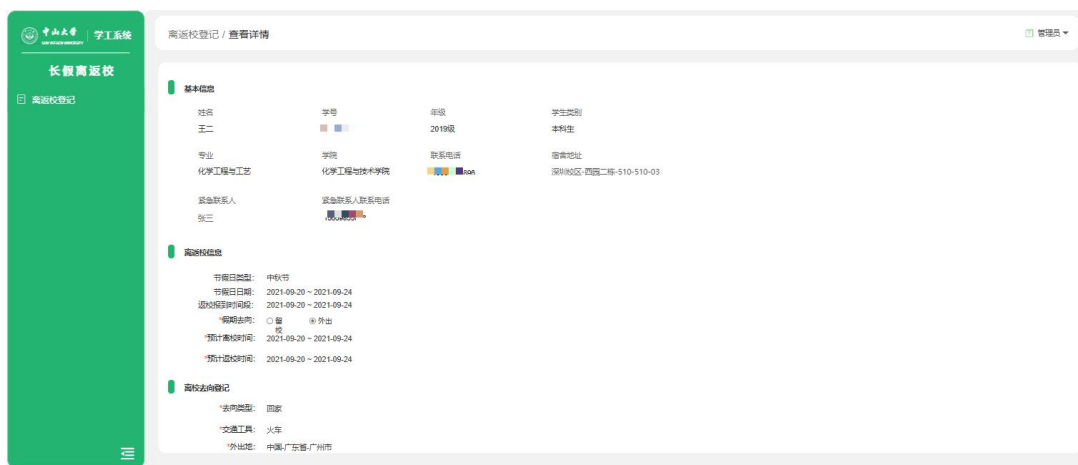 中山大学 学工系统
离返校登记 / 查看详情
管理员
长假离返校
离返校登记
基本信息
姓名 学号 年级 学生类别
王二 2019级 本科生
专业 学院 联系电话 宿舍地址
化学工程与工艺 化学工程与技术学院 深圳校区-西园二栋-510-510-03
紧急联系人 紧急联系人联系电话
张三
离返校信息
节假日类型: 中秋节
节假日日期: 2021-09-20 ~ 2021-09-24
返校报到时间段: 2021-09-20 ~ 2021-09-24
*假期去向: 留校 外出
*预计离校时间: 2021-09-20 ~ 2021-09-24
*预计返校时间: 2021-09-20 ~ 2021-09-24
离校去向登记
*去向类型: 回家
*交通工具: 火车
*外出地: 中国-广东省-广州市